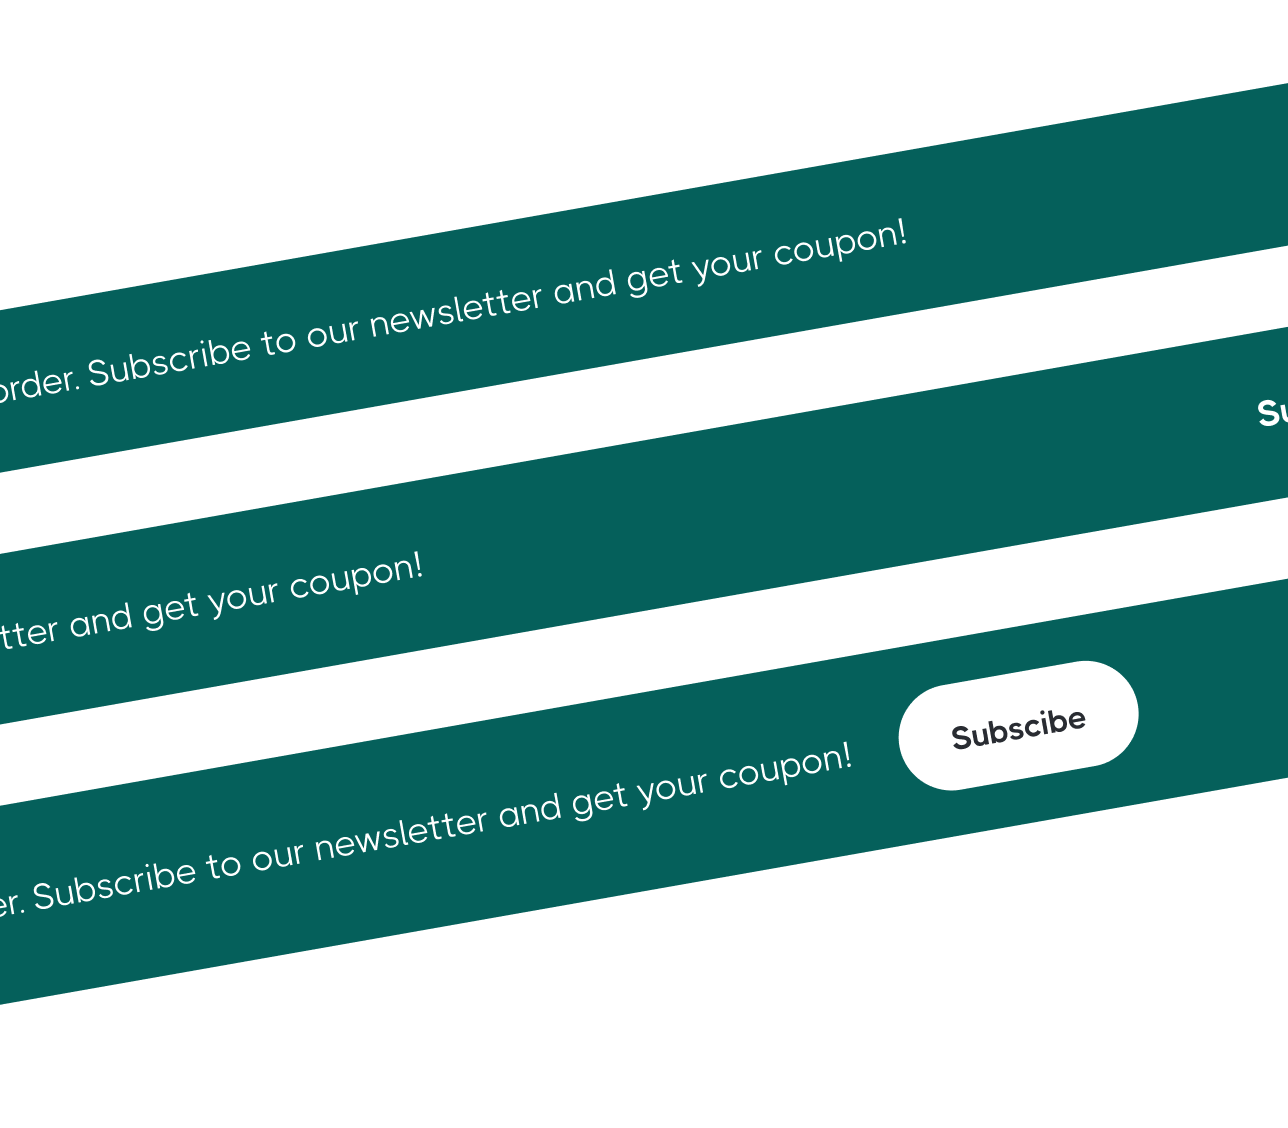 order. Subscribe to our newsletter and get your coupon!
Su
tter and get your coupon!
er. Subscribe to our newsletter and get your coupon!
Subscibe